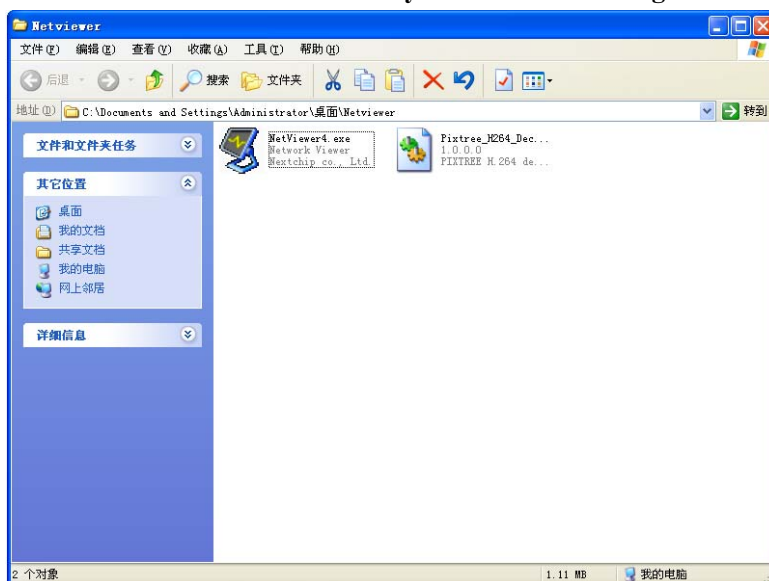 Netviewer
文件(F) 编辑(E) 查看(V) 收藏(A) 工具(T) 帮助(H)
后退 搜索 文件夹
地址(D) C:\Documents and Settings\Administrator\桌面\Netviewer 转到
文件和文件夹任务
其它位置
桌面
我的文档
共享文档
我的电脑
网上邻居
详细信息
NetViewer4.exe
Network Viewer
Nextchip co., Ltd.
Pixtree_H264_Dec...
1.0.0.0
PIXTREE H.264 de...
2 个对象 1.11 MB 我的电脑